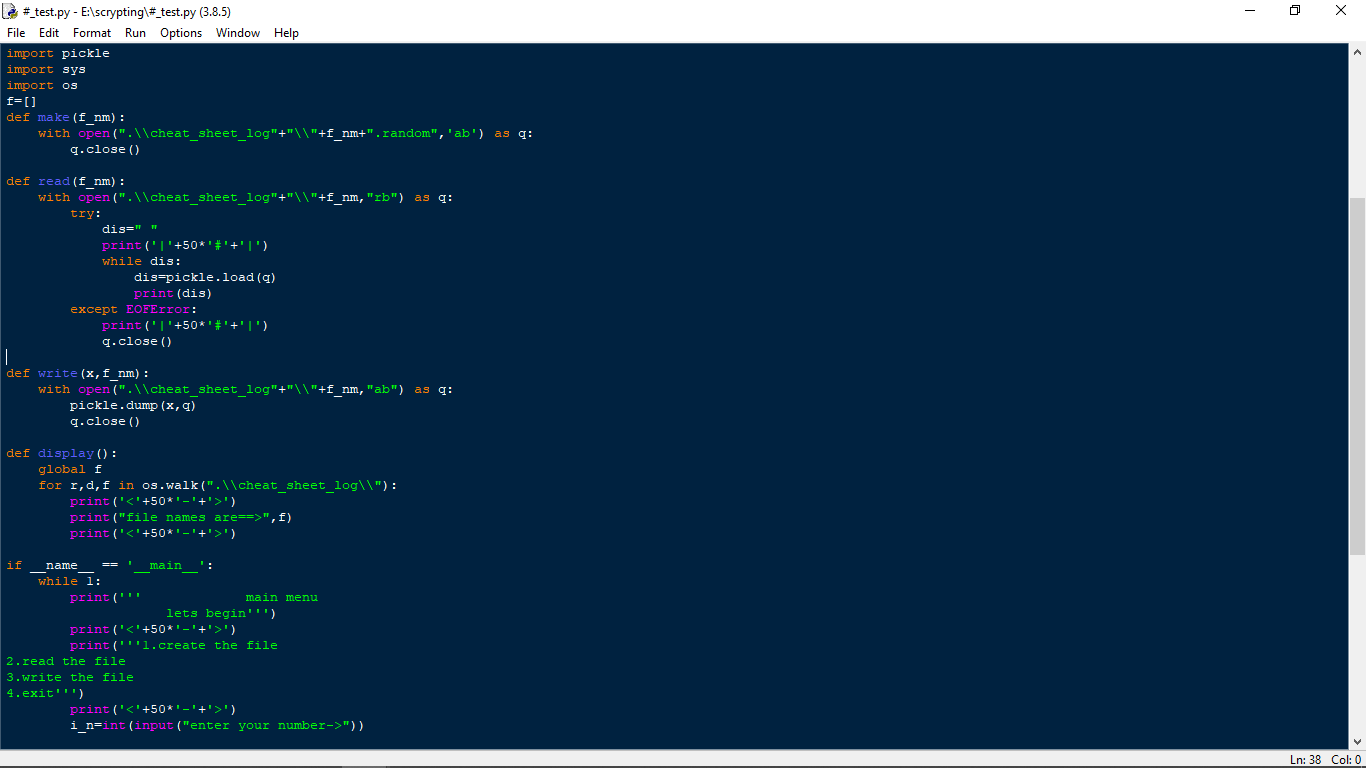 #_test.py - E:\scrypting\#_test.py (3.8.5)
File Edit Format Run Options Window Help
import pickle
import sys
import os
f=[]
def make(f_nm):
    with open(".\\cheat_sheet_log"+"\\"+f_nm+".random",'ab') as q:
        q.close()

def read(f_nm):
    with open(".\\cheat_sheet_log"+"\\"+f_nm,"rb") as q:
        try:
            dis=" "
            print('|'+50*'#'+'|')
            while dis:
                dis=pickle.load(q)
                print(dis)
        except EOFError:
            print('|'+50*'#'+'|')
            q.close()

def write(x,f_nm):
    with open(".\\cheat_sheet_log"+"\\"+f_nm,"ab") as q:
        pickle.dump(x,q)
        q.close()

def display():
    global f
    for r,d,f in os.walk(".\\cheat_sheet_log\\"):
        print('<'+50*'-'+'>')
        print("file names are==>",f)
        print('<'+50*'-'+'>')

if __name__ == '__main__':
    while 1:
        print('''             main menu
                    lets begin''')
        print('<'+50*'-'+'>')
        print('''1.create the file
2.read the file
3.write the file
4.exit''')
        print('<'+50*'-'+'>')
        i_n=int(input("enter your number->"))
Ln: 38 Col: 0